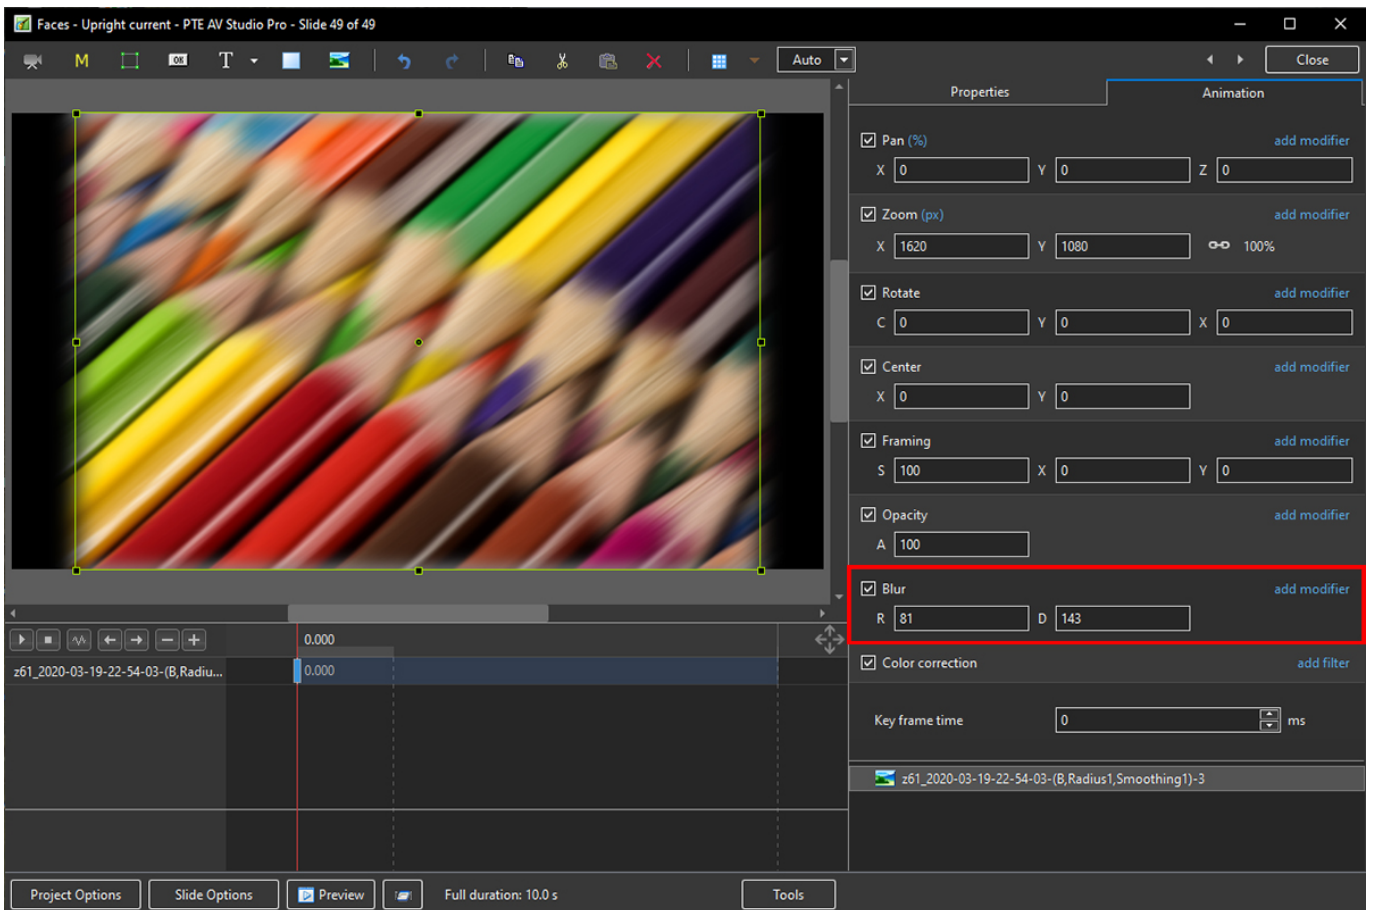 Faces - Upright current - PTE AV Studio Pro - Slide 49 of 49
M OK T Auto Close
Properties Animation
Pan (%) add modifier
X 0 Y 0 Z 0
Zoom (px) add modifier
X 1620 Y 1080 100%
Rotate add modifier
C 0 Y 0 X 0
Center add modifier
X 0 Y 0
Framing add modifier
S 100 X 0 Y 0
Opacity add modifier
A 100
Blur add modifier
R 81 D 143
0.000
z61_2020-03-19-22-54-03-(B,Radiu... 0.000
Color correction add filter
Key frame time 0 ms
z61_2020-03-19-22-54-03-(B,Radius1,Smoothing1)-3
Project Options Slide Options Preview Full duration: 10.0 s Tools